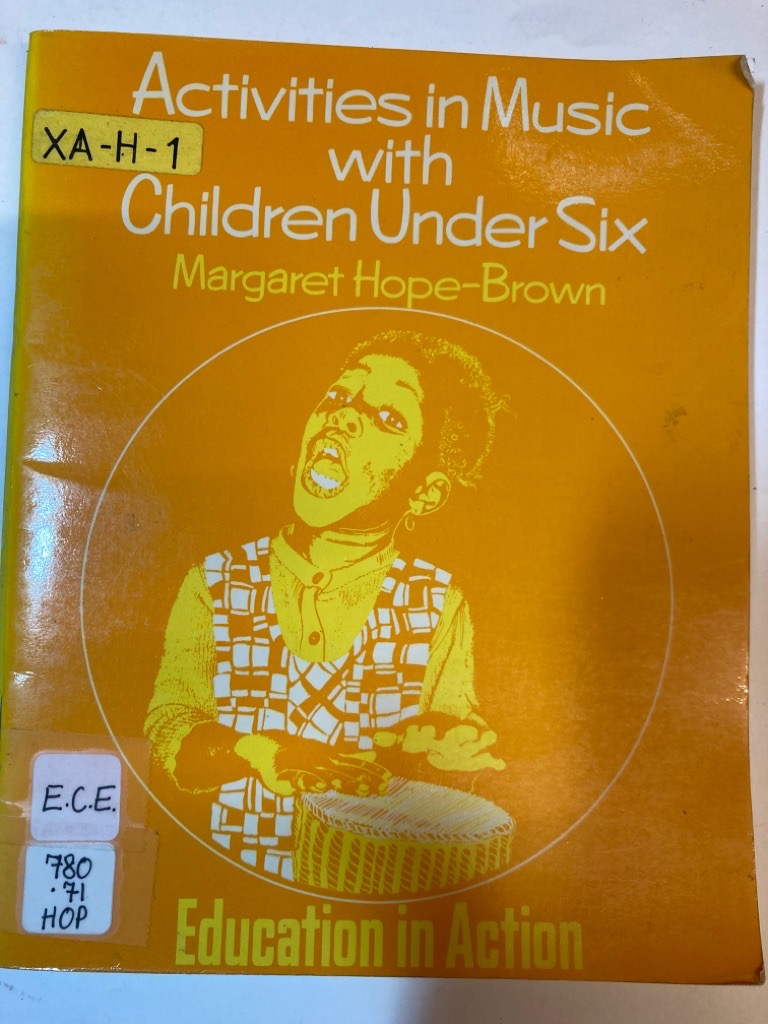 Activities in Music
XA-H-1
with
Children Under Six
Margaret Hope-Brown
E.C.E.
780
.71
HOP
Education in Action